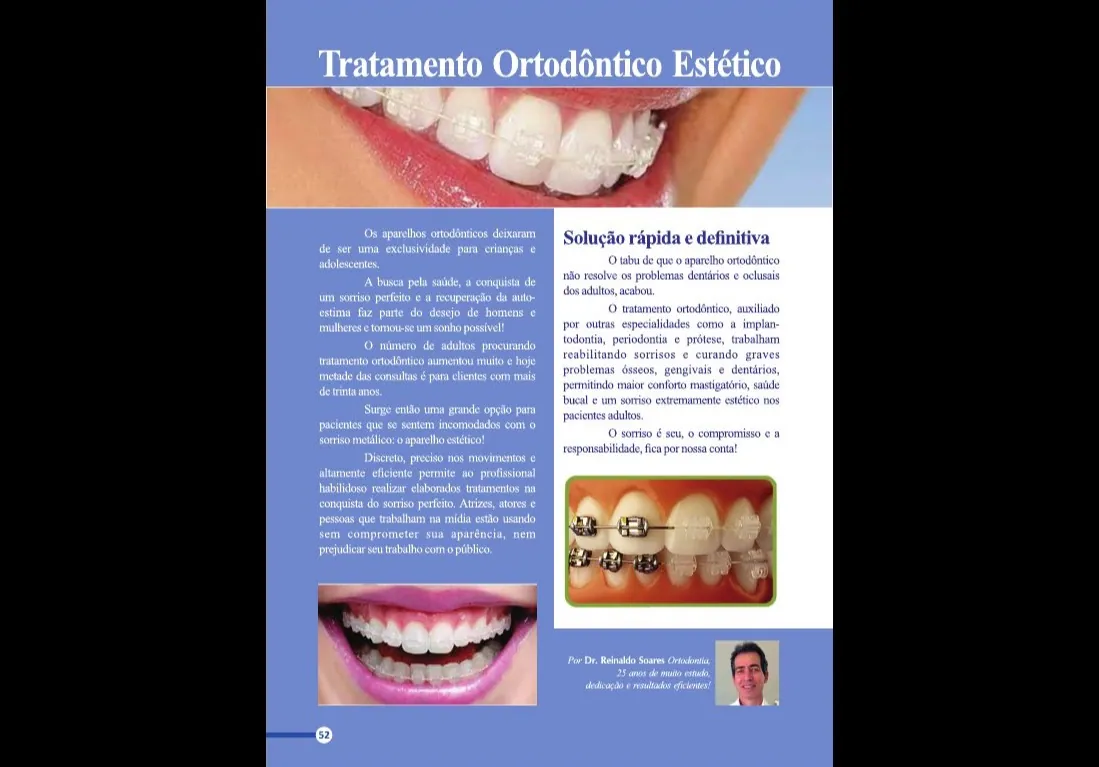 Tratamento Ortodôntico Estético
Os aparelhos ortodônticos deixaram
de ser uma exclusividade para crianças e
adolescentes.
A busca pela saúde, a conquista de
um sorriso perfeito e a recuperação da auto-
estima faz parte do desejo de homens e
mulheres e tornou-se um sonho possível!
O número de adultos procurando
tratamento ortodôntico aumentou muito e hoje
metade das consultas é para clientes com mais
de trinta anos.
Surge então uma grande opção para
pacientes que se sentem incomodados com o
sorriso metálico: o aparelho estético!
Discreto, preciso nos movimentos e
altamente eficiente permite ao profissional
habilidoso realizar elaborados tratamentos na
conquista do sorriso perfeito. Atrizes, atores e
pessoas que trabalham na mídia estão usando
sem comprometer sua aparência, nem
prejudicar seu trabalho com o público.
Solução rápida e definitiva
O tabu de que o aparelho ortodôntico
não resolve os problemas dentários e oclusais
dos adultos, acabou.
O tratamento ortodôntico, auxiliado
por outras especialidades como a implan-
todontia, periodontia e prótese, trabalham
reabilitando sorrisos e curando graves
problemas ósseos, gengivais e dentários,
permitindo maior conforto mastigatório, saúde
bucal e um sorriso extremamente estético nos
pacientes adultos.
O sorriso é seu, o compromisso e a
responsabilidade, fica por nossa conta!
Por Dr. Reinaldo Soares Ortodontia,
25 anos de muito estudo,
dedicação e resultados eficientes!
52